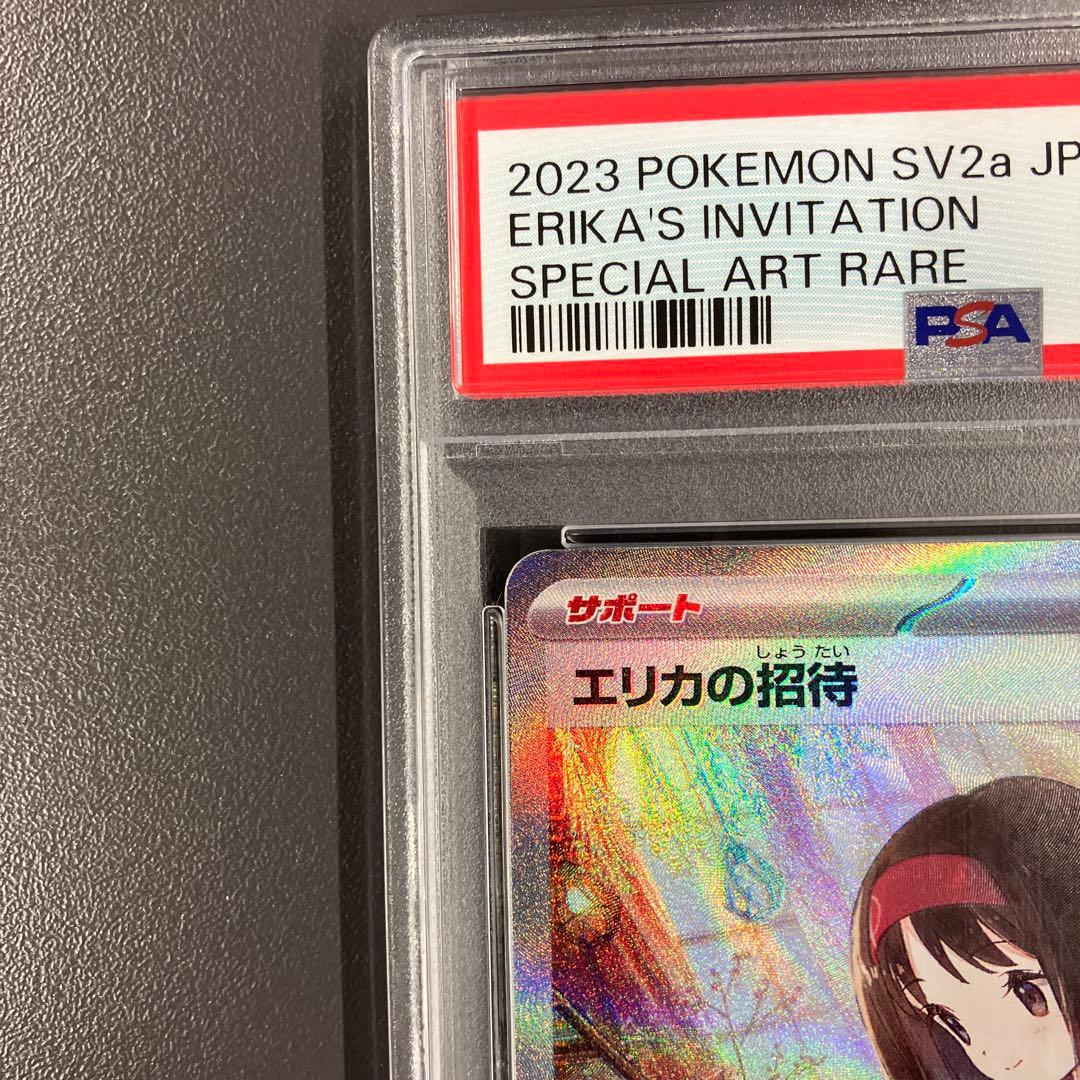 2023 POKEMON SV2a JP
ERIKA'S INVITATION
SPECIAL ART RARE
PSA
サポート
しょうたい
エリカの招待